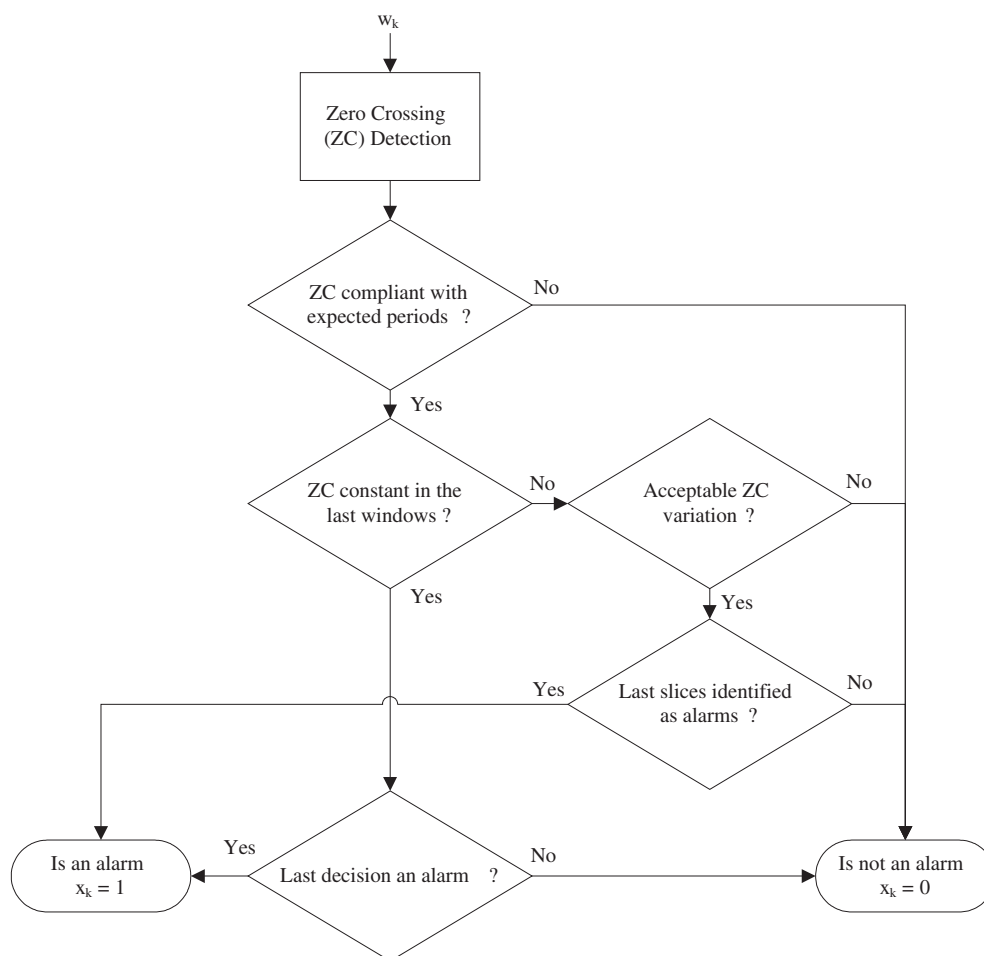 w_k
Zero Crossing
(ZC) Detection
ZC compliant with
expected periods ?
No
Yes
ZC constant in the
last windows ?
No
Acceptable ZC
variation ?
No
Yes
Yes
Last slices identified
as alarms ?
Yes
No
Is an alarm
x_k = 1
Yes
Last decision an alarm ?
No
Is not an alarm
x_k = 0